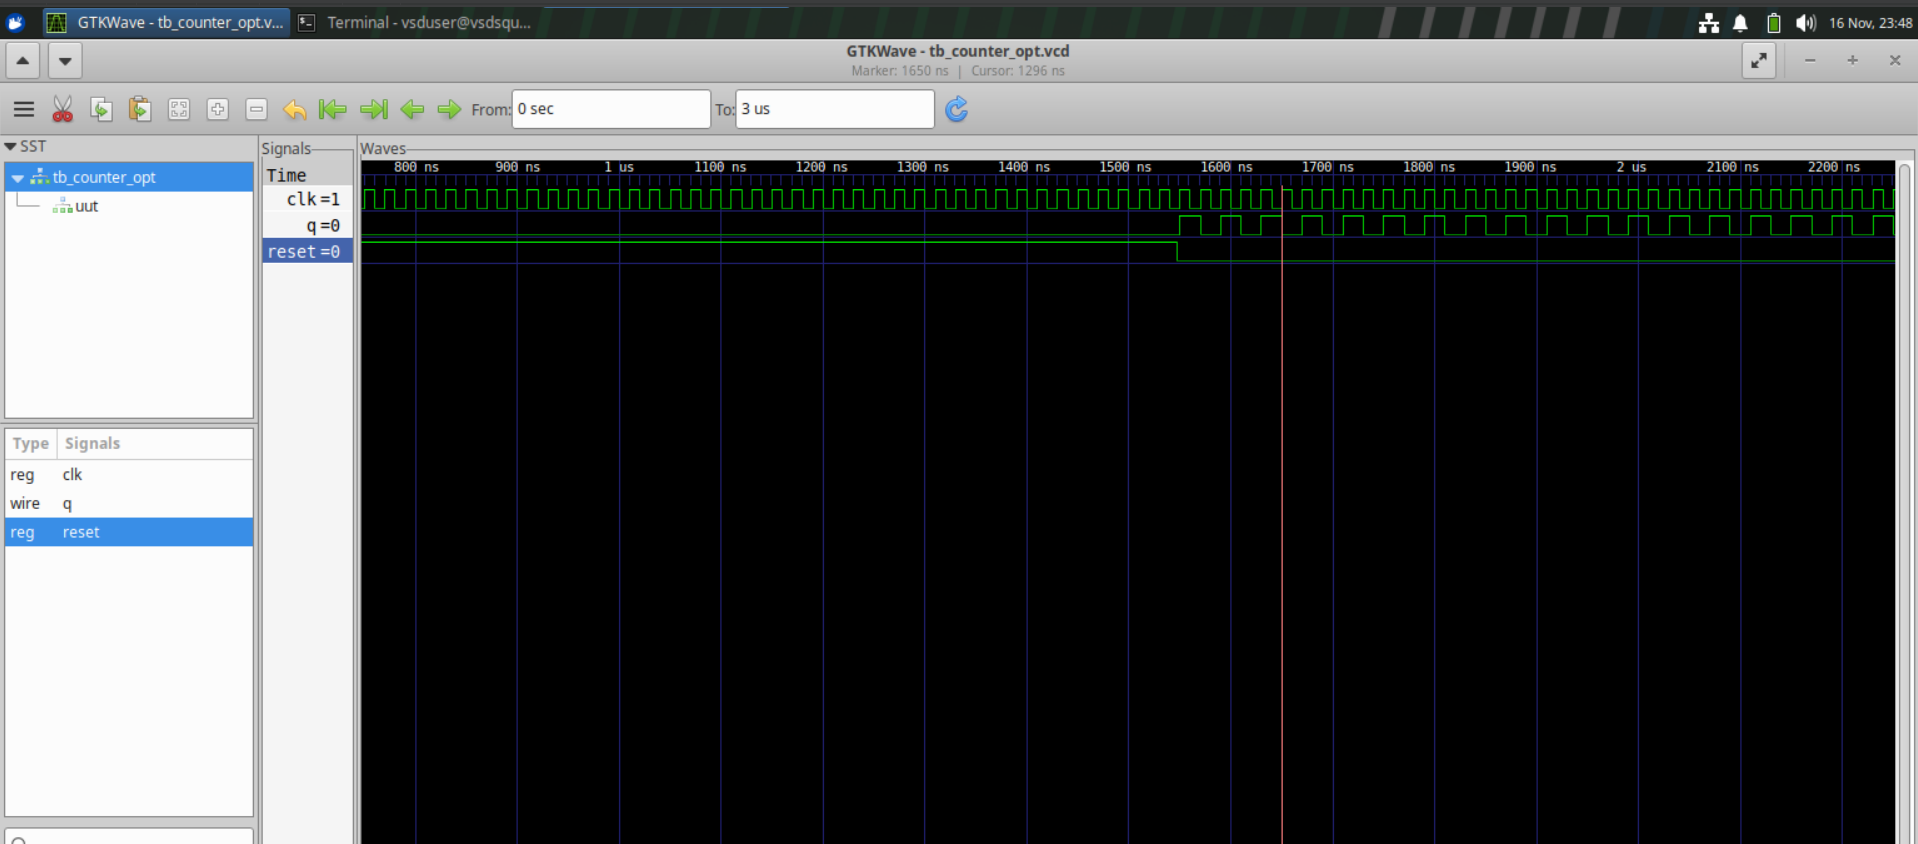 GTKWave - tb_counter_opt.v...
Terminal - vsduser@vsdsqu...
16 Nov, 23:48
GTKWave - tb_counter_opt.vcd
Marker: 1650 ns | Cursor: 1296 ns
From: 0 sec To: 3 us
SST
tb_counter_opt
uut
Type Signals
reg clk
wire q
reg reset
Signals
Time
clk=1
q=0
reset=0
Waves
800 ns 900 ns 1 us 1100 ns 1200 ns 1300 ns 1400 ns 1500 ns 1600 ns 1700 ns 1800 ns 1900 ns 2 us 2100 ns 2200 ns